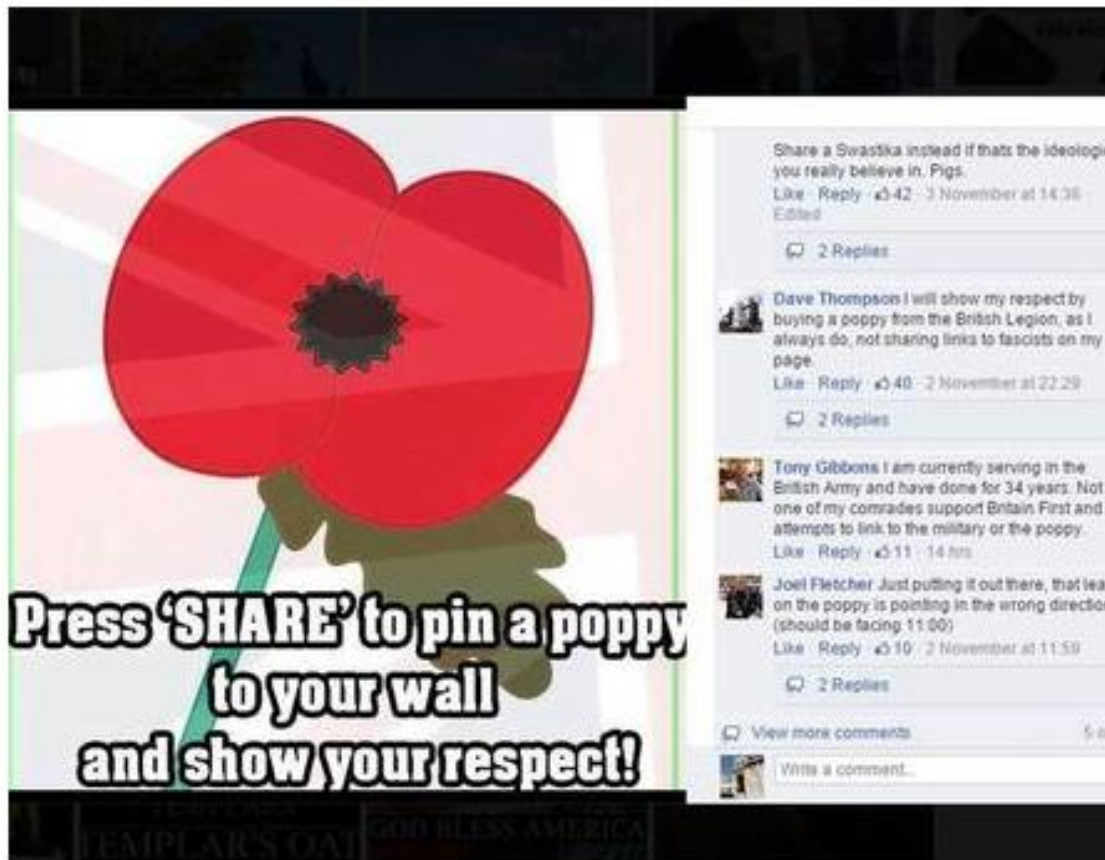 Press 'SHARE' to pin a poppy
to your wall
and show your respect!
Share a Swastika instead if thats the ideologi
you really believe in. Pigs.
Like Reply 42 3 November at 14:38
Edited
2 Replies
Dave Thompson I will show my respect by
buying a poppy from the British Legion, as I
always do, not sharing links to fascists on my
page.
Like Reply 40 2 November at 22:29
2 Replies
Tony Gibbons I am currently serving in the
British Army and have done for 34 years. Not
one of my comrades support Britain First and
attempts to link to the military or the poppy.
Like Reply 11 14 hrs
Joel Fletcher Just putting it out there, that lea
on the poppy is pointing in the wrong direction
(should be facing 11:00)
Like Reply 10 2 November at 11:59
2 Replies
View more comments
5 o
Write a comment...
TEMPLAR'S OAT
GOD BLESS AMERICA